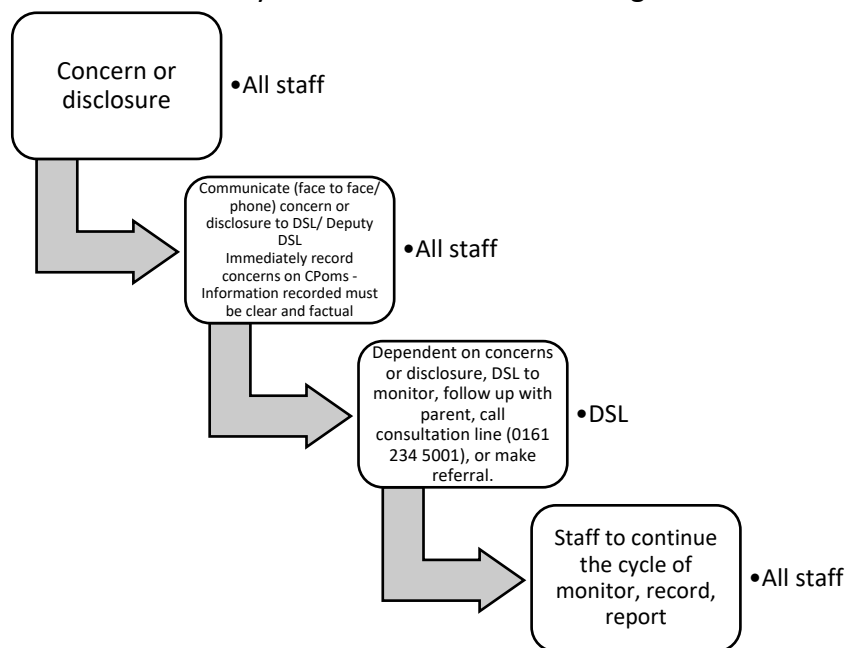 Concern or
disclosure
•All staff
Communicate (face to face/
phone) concern or
disclosure to DSL/ Deputy
DSL
Immediately record
concerns on CPoms -
Information recorded must
be clear and factual
•All staff
Dependent on concerns
or disclosure, DSL to
monitor, follow up with
parent, call
consultation line (0161
234 5001), or make
referral.
•DSL
Staff to continue
the cycle of
monitor, record,
report
•All staff